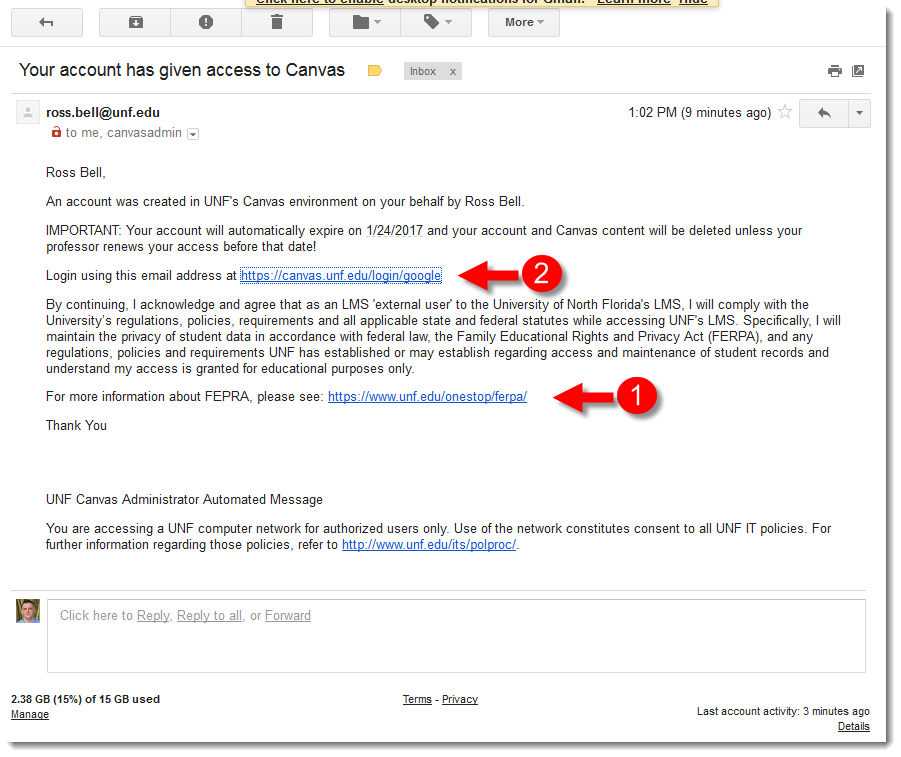 Click here to enable desktop notifications for Gmail. Learn more Hide
More
Your account has given access to Canvas
Inbox x
ross.bell@unf.edu
1:02 PM (9 minutes ago)
to me, canvasadmin
Ross Bell,
An account was created in UNF's Canvas environment on your behalf by Ross Bell.
IMPORTANT: Your account will automatically expire on 1/24/2017 and your account and Canvas content will be deleted unless your
professor renews your access before that date!
Login using this email address at https://canvas.unf.edu/login/google
2
By continuing, I acknowledge and agree that as an LMS 'external user' to the University of North Florida's LMS, I will comply with the
University's regulations, policies, requirements and all applicable state and federal statutes while accessing UNF's LMS. Specifically, I will
maintain the privacy of student data in accordance with federal law, the Family Educational Rights and Privacy Act (FERPA), and any
regulations, policies and requirements UNF has established or may establish regarding access and maintenance of student records and
understand my access is granted for educational purposes only.
For more information about FEPRA, please see: https://www.unf.edu/onestop/ferpa/
1
Thank You
UNF Canvas Administrator Automated Message
You are accessing a UNF computer network for authorized users only. Use of the network constitutes consent to all UNF IT policies. For
further information regarding those policies, refer to http://www.unf.edu/its/polproc/.
Click here to Reply, Reply to all, or Forward
2.38 GB (15%) of 15 GB used
Manage
Terms - Privacy
Last account activity: 3 minutes ago
Details